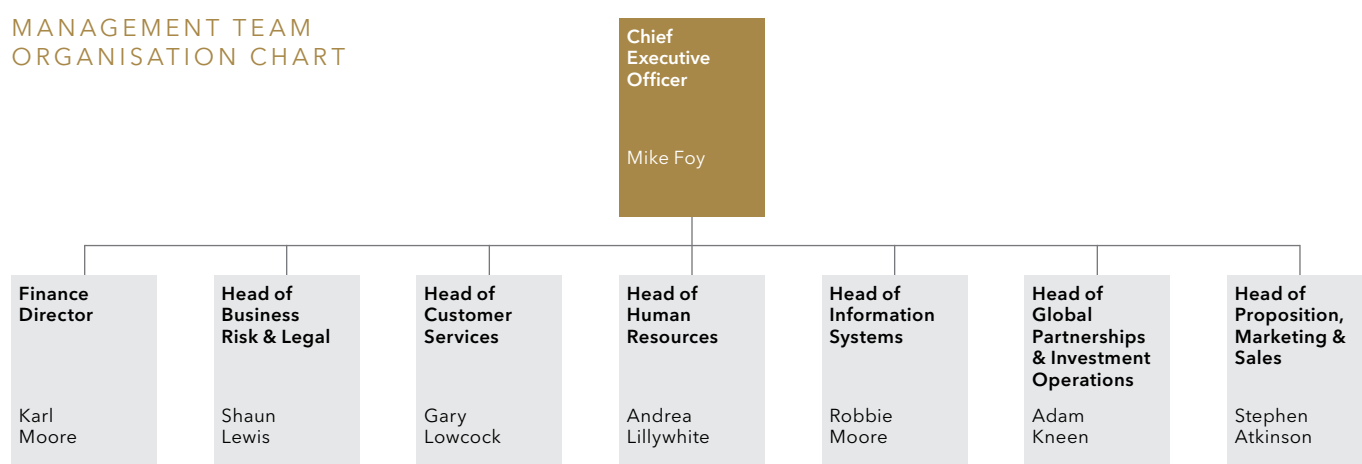 MANAGEMENT TEAM
ORGANISATION CHART
Chief
Executive
Officer
Mike Foy
Finance
Director
Karl
Moore
Head of
Business
Risk & Legal
Shaun
Lewis
Head of
Customer
Services
Gary
Lowcock
Head of
Human
Resources
Andrea
Lillywhite
Head of
Information
Systems
Robbie
Moore
Head of
Global
Partnerships
& Investment
Operations
Adam
Kneen
Head of
Proposition,
Marketing &
Sales
Stephen
Atkinson